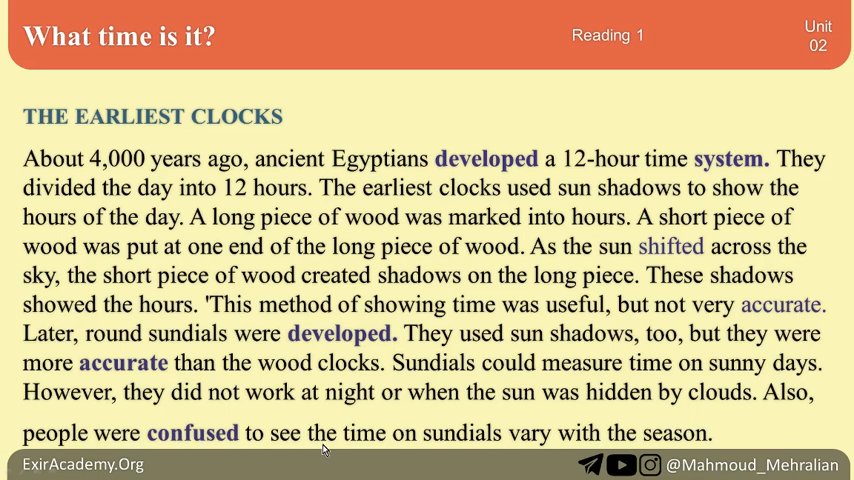 What time is it?
Reading 1
Unit
02
THE EARLIEST CLOCKS
About 4,000 years ago, ancient Egyptians developed a 12-hour time system. They
divided the day into 12 hours. The earliest clocks used sun shadows to show the
hours of the day. A long piece of wood was marked into hours. A short piece of
wood was put at one end of the long piece of wood. As the sun shifted across the
sky, the short piece of wood created shadows on the long piece. These shadows
showed the hours. 'This method of showing time was useful, but not very accurate.
Later, round sundials were developed. They used sun shadows, too, but they were
more accurate than the wood clocks. Sundials could measure time on sunny days.
However, they did not work at night or when the sun was hidden by clouds. Also,
people were confused to see the time on sundials vary with the season.
ExirAcademy.Org
@Mahmoud_Mehralian